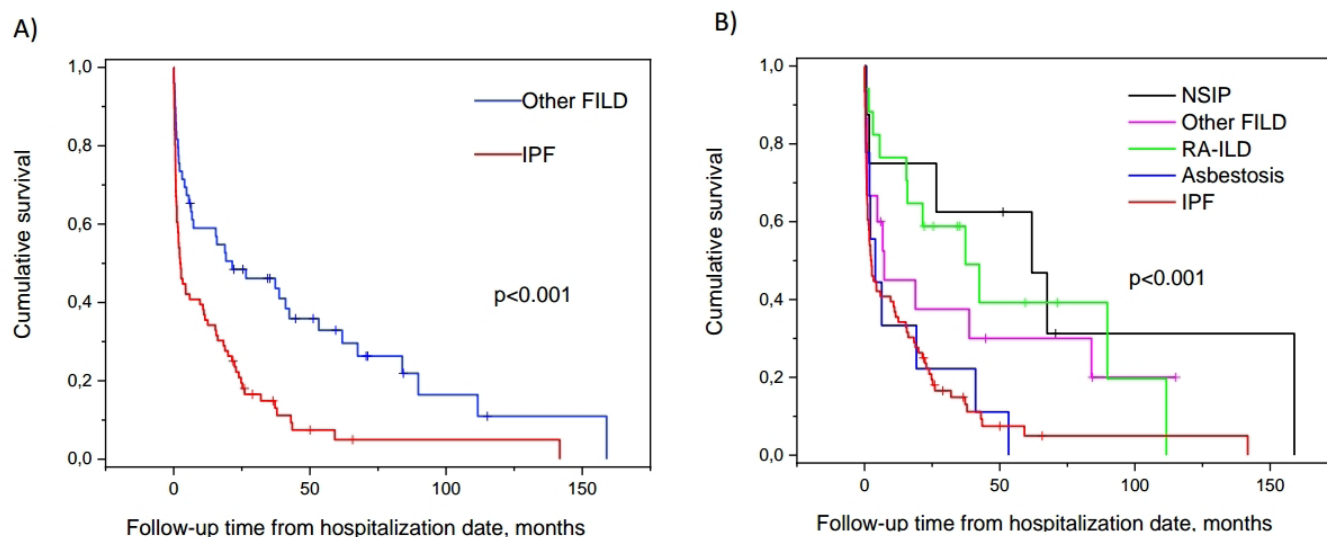 A)
1,0
0,8
0,6
0,4
0,2
0,0
Cumulative survival
Other FILD
IPF
p<0.001
0
50
100
150
Follow-up time from hospitalization date, months
B)
1,0
0,8
0,6
0,4
0,2
0,0
Cumulative survival
NSIP
Other FILD
RA-ILD
Asbestosis
IPF
p<0.001
0
50
100
150
Follow-up time from hospitalization date, months